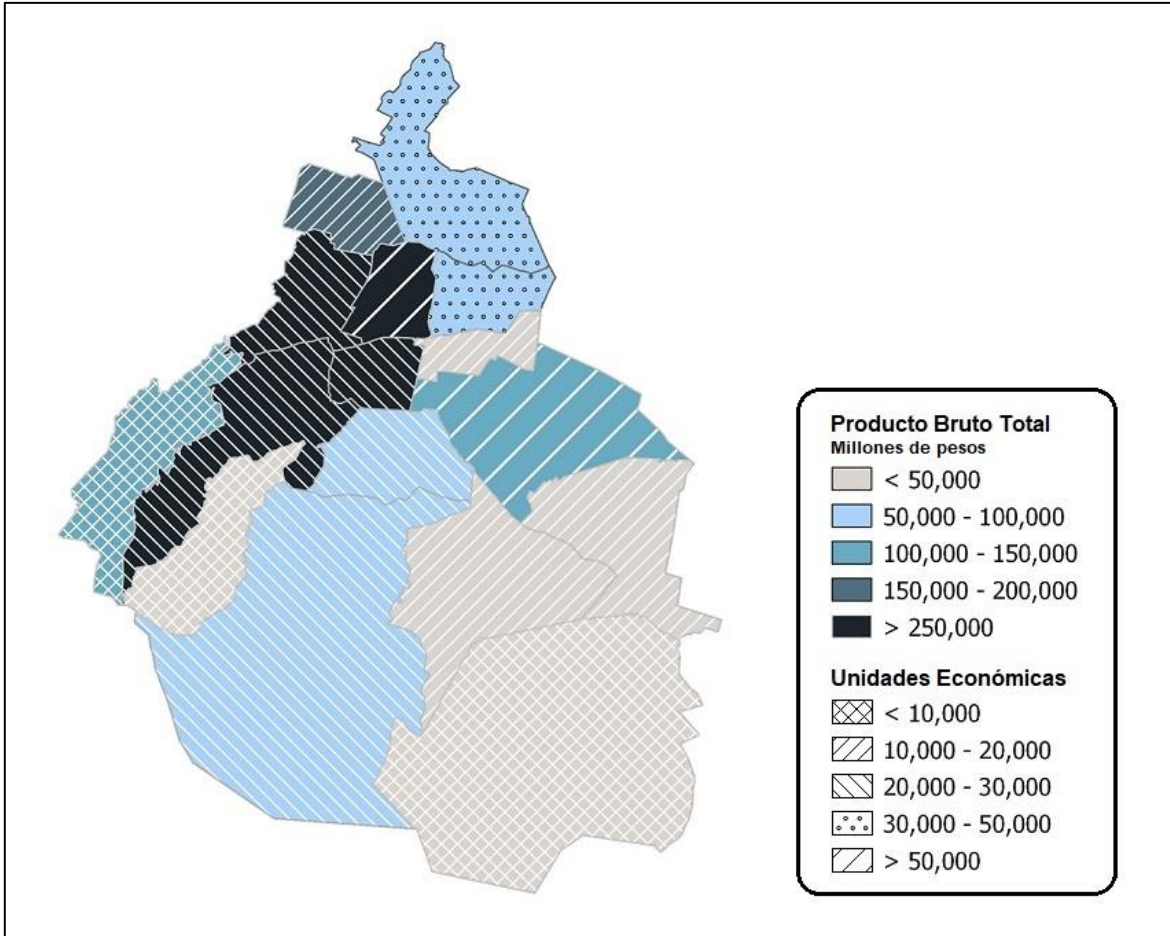 Producto Bruto Total
Millones de pesos
< 50,000
50,000 - 100,000
100,000 - 150,000
150,000 - 200,000
> 250,000
Unidades Económicas
< 10,000
10,000 - 20,000
20,000 - 30,000
30,000 - 50,000
> 50,000